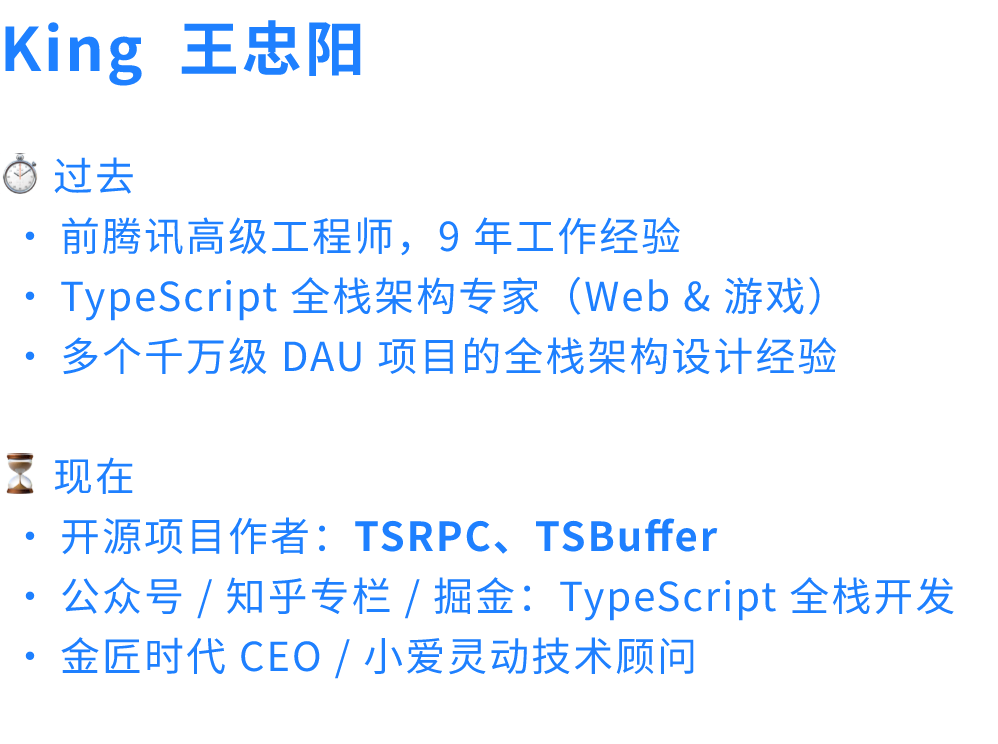 King 王忠阳
⏱ 过去
• 前腾讯高级工程师，9 年工作经验
• TypeScript 全栈架构专家（Web & 游戏）
• 多个千万级 DAU 项目的全栈架构设计经验
⏳ 现在
• 开源项目作者：TSRPC、TSBuffer
• 公众号 / 知乎专栏 / 掘金：TypeScript 全栈开发
• 金匠时代 CEO / 小爱灵动技术顾问